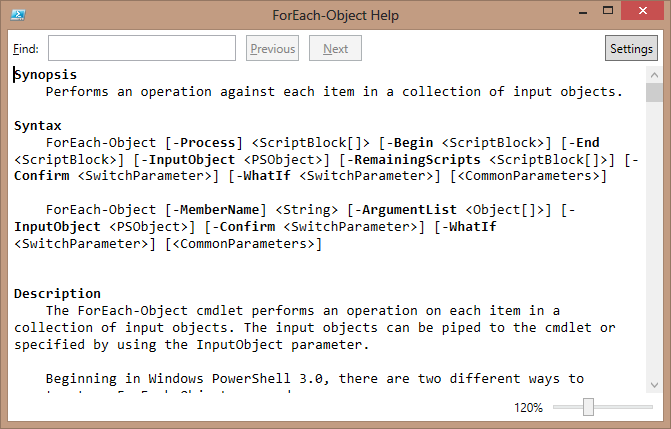 ForEach-Object Help
Find:
Previous
Next
Settings
Synopsis
Performs an operation against each item in a collection of input objects.
Syntax
ForEach-Object [-Process] <ScriptBlock[]> [-Begin <ScriptBlock>] [-End
<ScriptBlock>] [-InputObject <PSObject>] [-RemainingScripts <ScriptBlock[]>] [-
Confirm <SwitchParameter>] [-WhatIf <SwitchParameter>] [<CommonParameters>]
ForEach-Object [-MemberName] <String> [-ArgumentList <Object[]>] [-
InputObject <PSObject>] [-Confirm <SwitchParameter>] [-WhatIf
<SwitchParameter>] [<CommonParameters>]
Description
The ForEach-Object cmdlet performs an operation on each item in a
collection of input objects. The input objects can be piped to the cmdlet or
specified by using the InputObject parameter.
Beginning in Windows PowerShell 3.0, there are two different ways to
120%